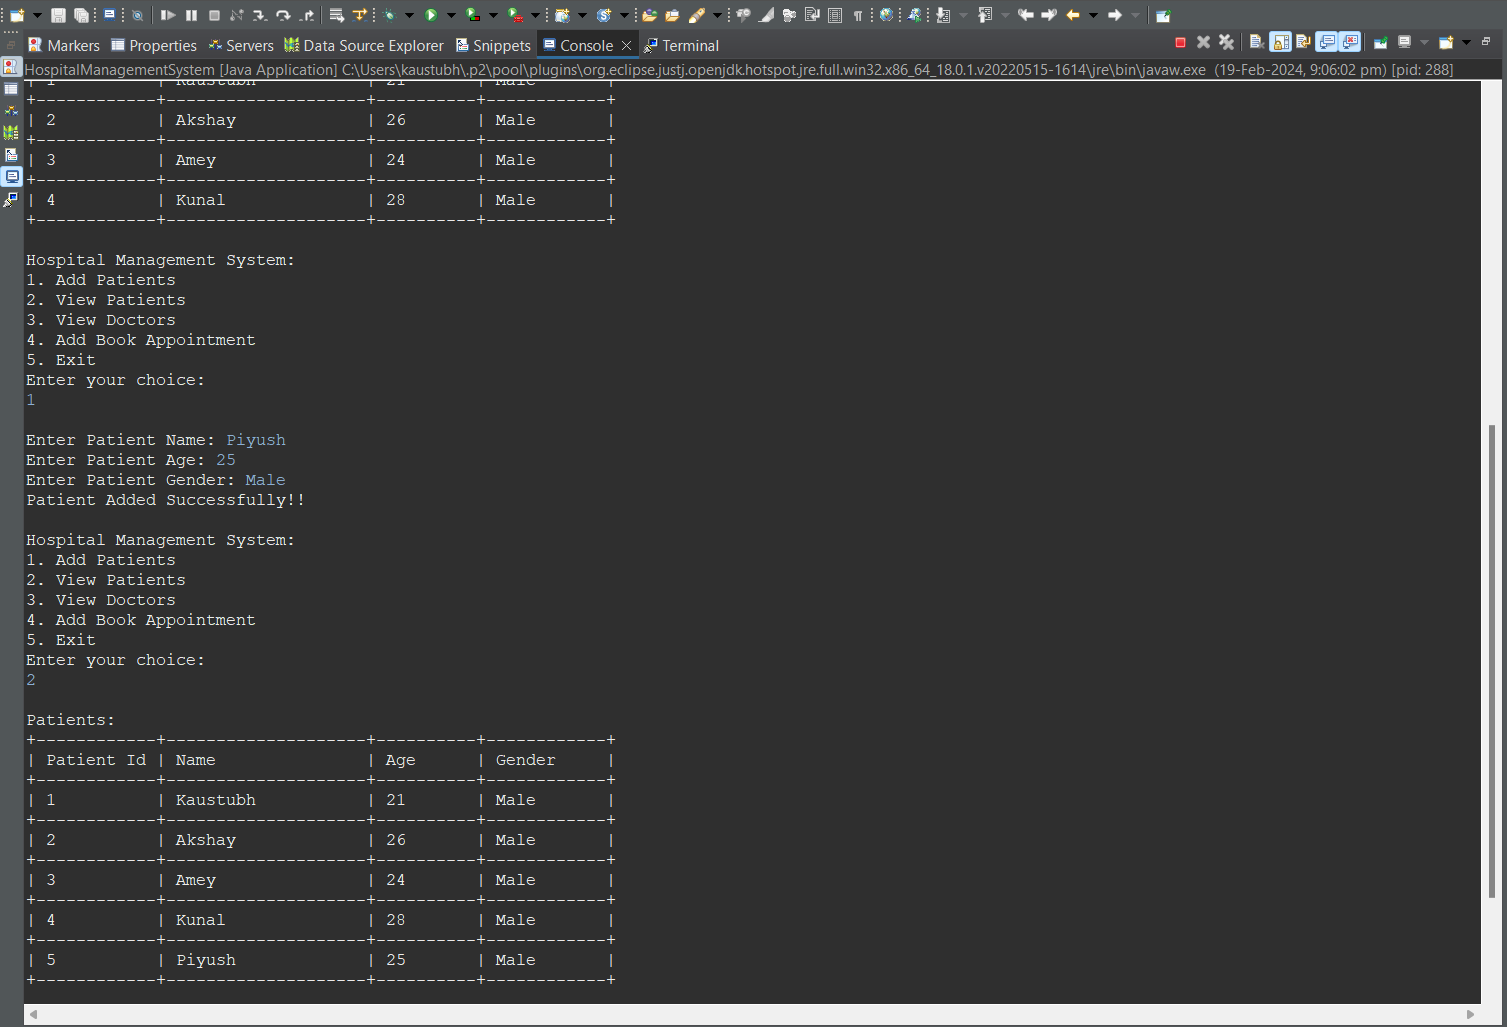 Markers Properties Servers Data Source Explorer Snippets Console Terminal
HospitalManagementSystem [Java Application] C:\Users\kaustubh\.p2\pool\plugins\org.eclipse.justj.openjdk.hotspot.jre.full.win32.x86_64_18.0.1.v20220515-1614\jre\bin\javaw.exe (19-Feb-2024, 9:06:02 pm) [pid: 288]
| 1          | Kaustubh           | 21       | Male       |
+------------+--------------------+----------+------------+
| 2          | Akshay             | 26       | Male       |
+------------+--------------------+----------+------------+
| 3          | Amey               | 24       | Male       |
+------------+--------------------+----------+------------+
| 4          | Kunal              | 28       | Male       |
+------------+--------------------+----------+------------+
Hospital Management System:
1. Add Patients
2. View Patients
3. View Doctors
4. Add Book Appointment
5. Exit
Enter your choice:
1
Enter Patient Name: Piyush
Enter Patient Age: 25
Enter Patient Gender: Male
Patient Added Successfully!!
Hospital Management System:
1. Add Patients
2. View Patients
3. View Doctors
4. Add Book Appointment
5. Exit
Enter your choice:
2
Patients:
+------------+--------------------+----------+------------+
| Patient Id | Name               | Age      | Gender     |
+------------+--------------------+----------+------------+
| 1          | Kaustubh           | 21       | Male       |
+------------+--------------------+----------+------------+
| 2          | Akshay             | 26       | Male       |
+------------+--------------------+----------+------------+
| 3          | Amey               | 24       | Male       |
+------------+--------------------+----------+------------+
| 4          | Kunal              | 28       | Male       |
+------------+--------------------+----------+------------+
| 5          | Piyush             | 25       | Male       |
+------------+--------------------+----------+------------+